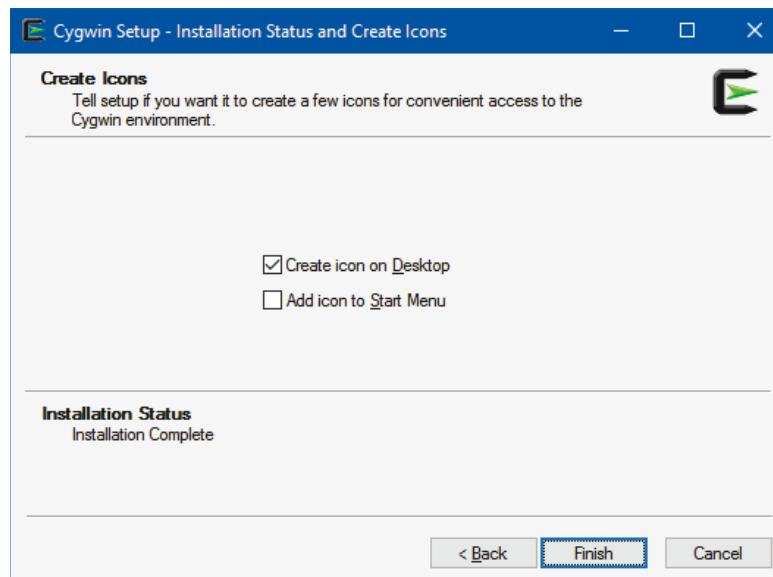 Cygwin Setup - Installation Status and Create Icons
Create Icons
Tell setup if you want it to create a few icons for convenient access to the
Cygwin environment.
Create icon on Desktop
Add icon to Start Menu
Installation Status
Installation Complete
< Back Finish Cancel